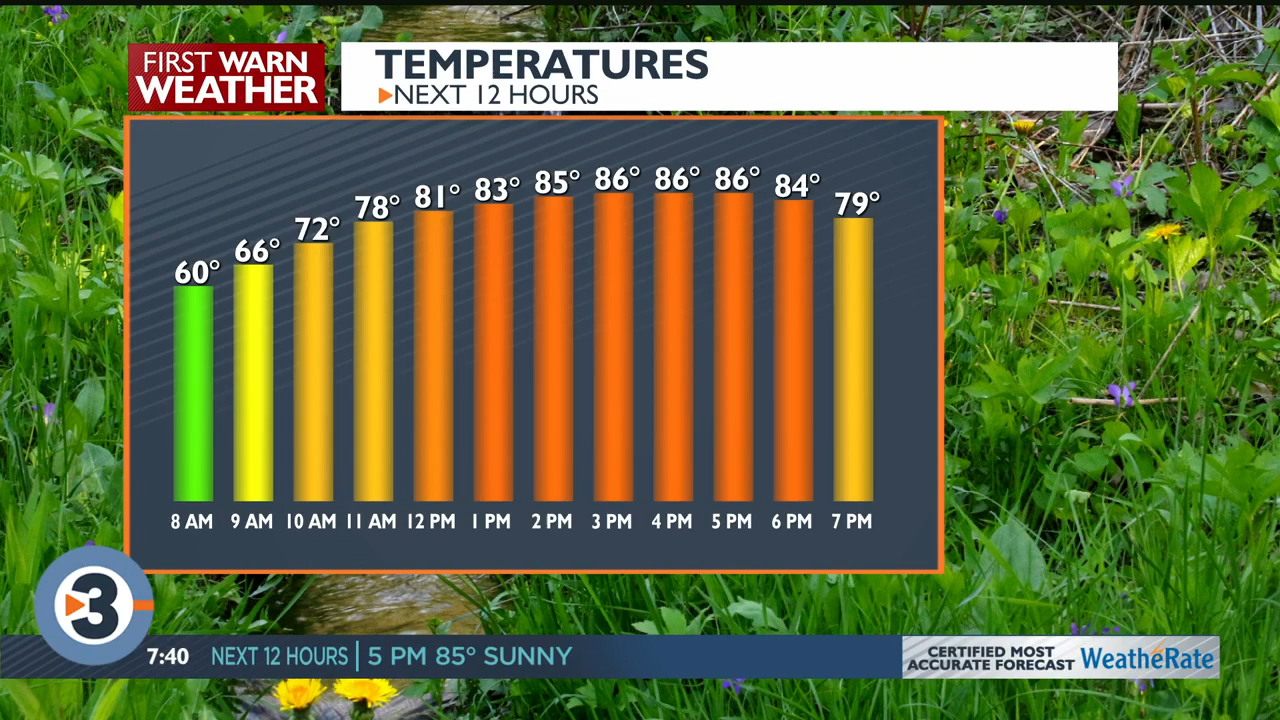 FIRST WARN
WEATHER
TEMPERATURES
NEXT 12 HOURS
60° 66° 72° 78° 81° 83° 85° 86° 86° 86° 84° 79°
8 AM 9 AM 10 AM 11 AM 12 PM 1 PM 2 PM 3 PM 4 PM 5 PM 6 PM 7 PM
3
7:40 NEXT 12 HOURS 5 PM 85° SUNNY
CERTIFIED MOST
ACCURATE FORECAST
WeatheRate